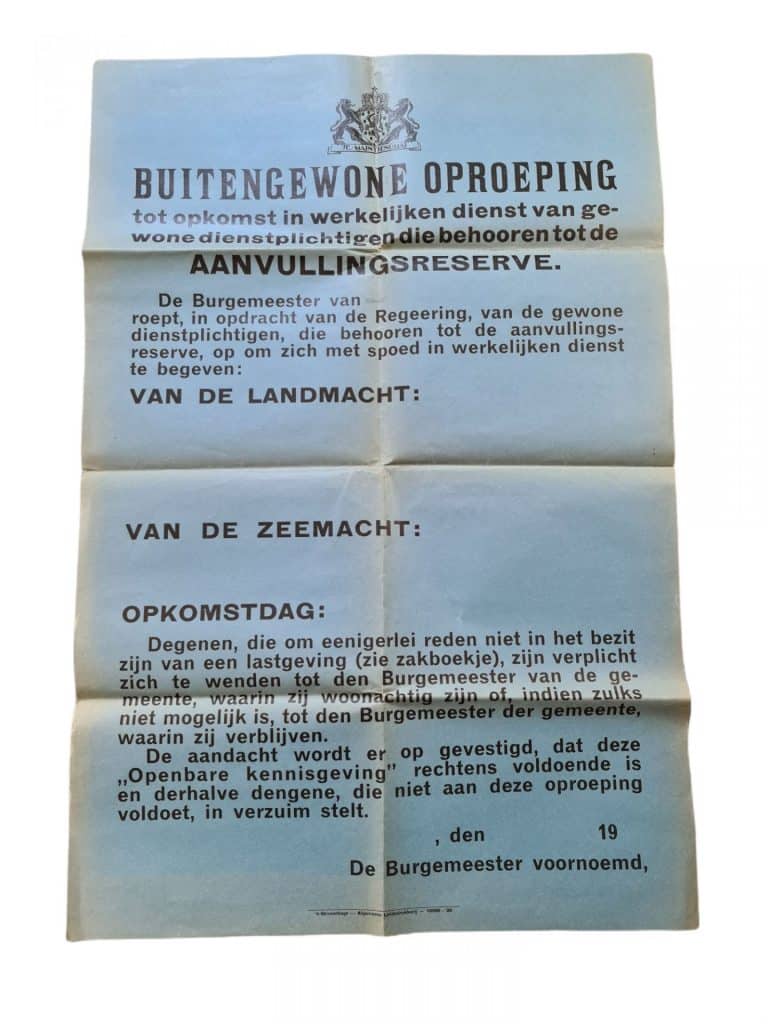 BUITENGEWONE OPROEPING
tot opkomst in werkelijken dienst van ge-
wone dienstplichtigen die behooren tot de
AANVULLINGSRESERVE.
De Burgemeester van
roept, in opdracht van de Regeering, van de gewone
dienstplichtigen, die behooren tot de aanvullings-
reserve, op om zich met spoed in werkelijken dienst
te begeven:
VAN DE LANDMACHT:
VAN DE ZEEMACHT:
OPKOMSTDAG:
Degenen, die om eenigerlei reden niet in het bezit
zijn van een lastgeving (zie zakboekje), zijn verplicht
zich te wenden tot den Burgemeester van de ge-
meente, waarin zij woonachtig zijn of, indien zulks
niet mogelijk is, tot den Burgemeester der gemeente,
waarin zij verblijven.
De aandacht wordt er op gevestigd, dat deze
„Openbare kennisgeving" rechtens voldoende is
en derhalve dengene, die niet aan deze oproeping
voldoet, in verzuim stelt.
, den 19
De Burgemeester voornoemd,
's-Gravenhage — Algemeene Landsdrukkerij